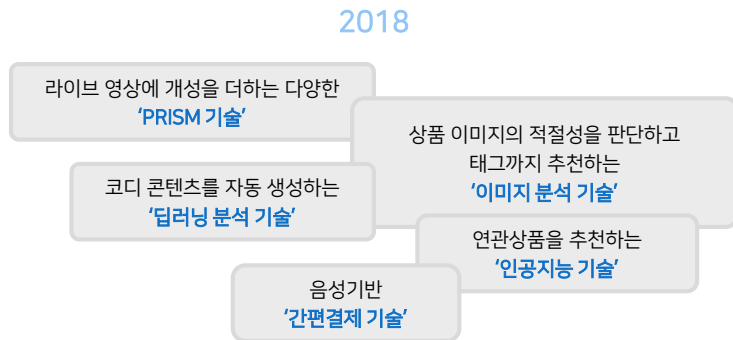 2018
라이브 영상에 개성을 더하는 다양한
‘PRISM 기술’
상품 이미지의 적절성을 판단하고
태그까지 추천하는
‘이미지 분석 기술’
코디 콘텐츠를 자동 생성하는
‘딥러닝 분석 기술’
연관상품을 추천하는
‘인공지능 기술’
음성기반
‘간편결제 기술’